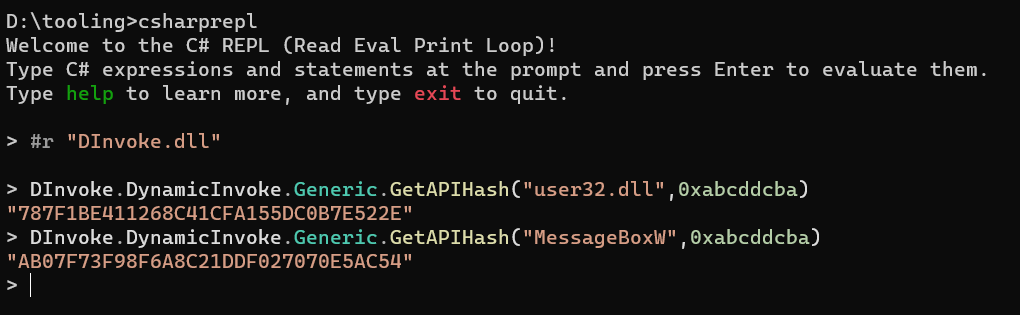 D:\tooling>csharprepl
Welcome to the C# REPL (Read Eval Print Loop)!
Type C# expressions and statements at the prompt and press Enter to evaluate them.
Type help to learn more, and type exit to quit.
> #r "DInvoke.dll"
> DInvoke.DynamicInvoke.Generic.GetAPIHash("user32.dll",0xabcddcba)
"787F1BE411268C41CFA155DC0B7E522E"
> DInvoke.DynamicInvoke.Generic.GetAPIHash("MessageBoxW",0xabcddcba)
"AB07F73F98F6A8C21DDF027070E5AC54"
>